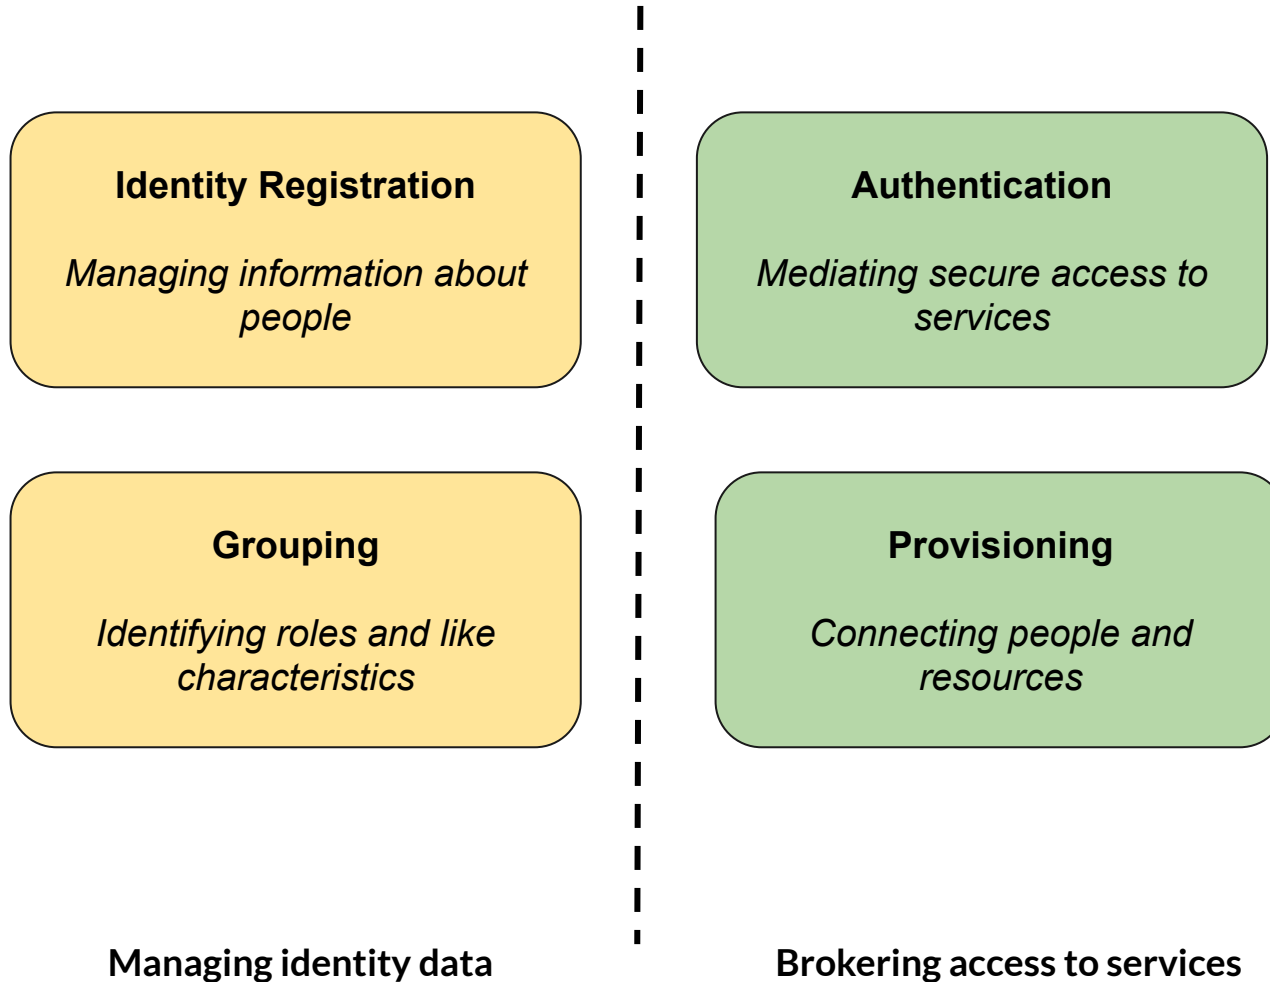 Identity Registration
Managing information about
people
Authentication
Mediating secure access to
services
Grouping
Identifying roles and like
characteristics
Provisioning
Connecting people and
resources
Managing identity data
Brokering access to services